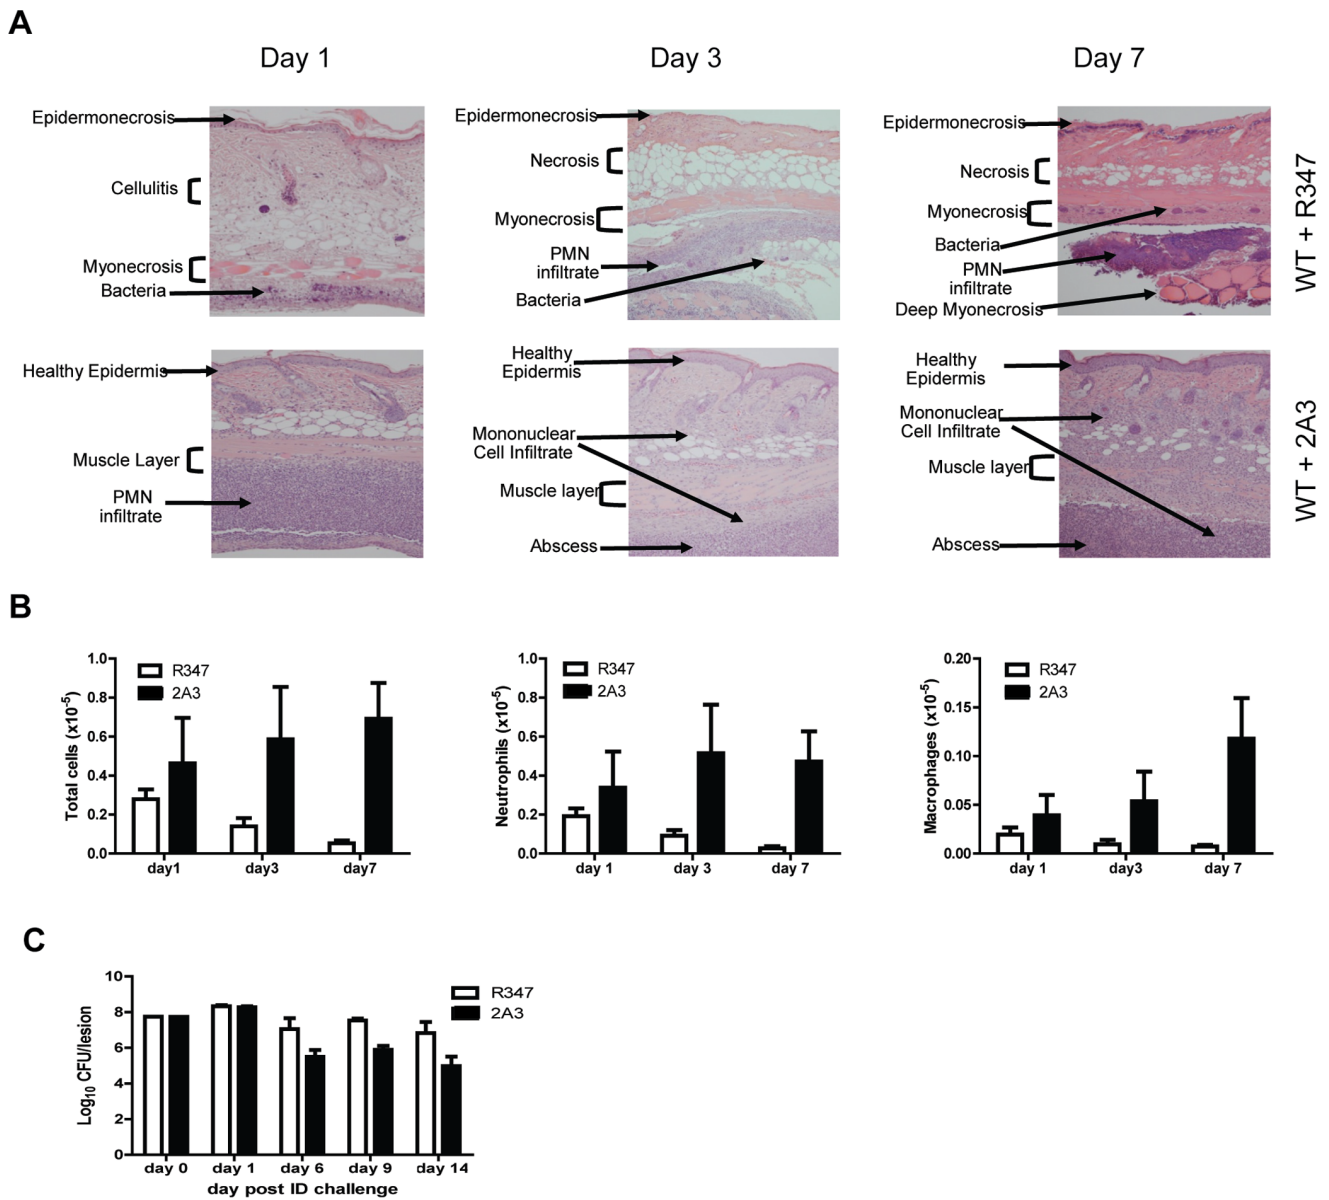 A
Day 1
Day 3
Day 7
Epidermonecrosis
Cellulitis
Myonecrosis
Bacteria
Epidermonecrosis
Necrosis
Myonecrosis
PMN
infiltrate
Bacteria
Epidermonecrosis
Necrosis
Myonecrosis
Bacteria
PMN
infiltrate
Deep Myonecrosis
WT + R347
Healthy Epidermis
Muscle Layer
PMN
infiltrate
Healthy
Epidermis
Mononuclear
Cell Infiltrate
Muscle layer
Abscess
Healthy
Epidermis
Mononuclear
Cell Infiltrate
Muscle layer
Abscess
WT + 2A3
B
Total cells (x10⁻⁵)
1.0
0.8
0.6
0.4
0.2
0.0
R347
2A3
day1
day3
day7
Neutrophils (x10⁻⁵)
1.0
0.8
0.6
0.4
0.2
0.0
R347
2A3
day 1
day 3
day 7
Macrophages (x10⁻⁵)
0.20
0.15
0.10
0.05
0.00
R347
2A3
day 1
day3
day 7
C
Log₁₀ CFU/lesion
10
8
6
4
2
0
R347
2A3
day 0
day 1
day 6
day 9
day 14
day post ID challenge